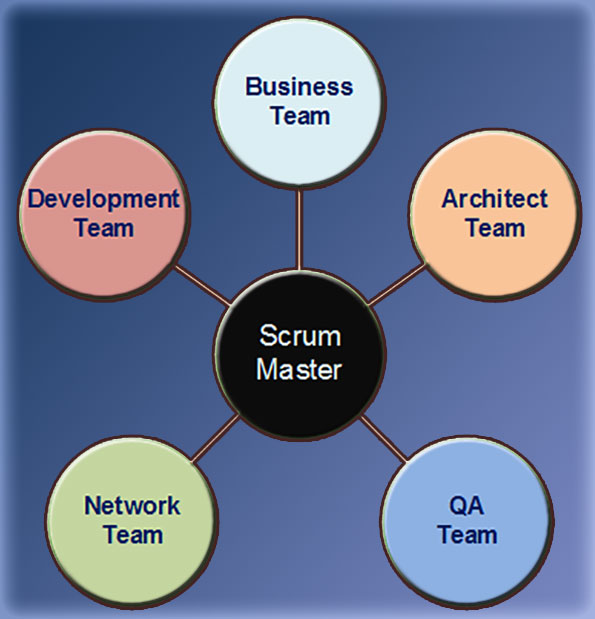 Business
Team
Development
Team
Architect
Team
Scrum
Master
Network
Team
QA
Team